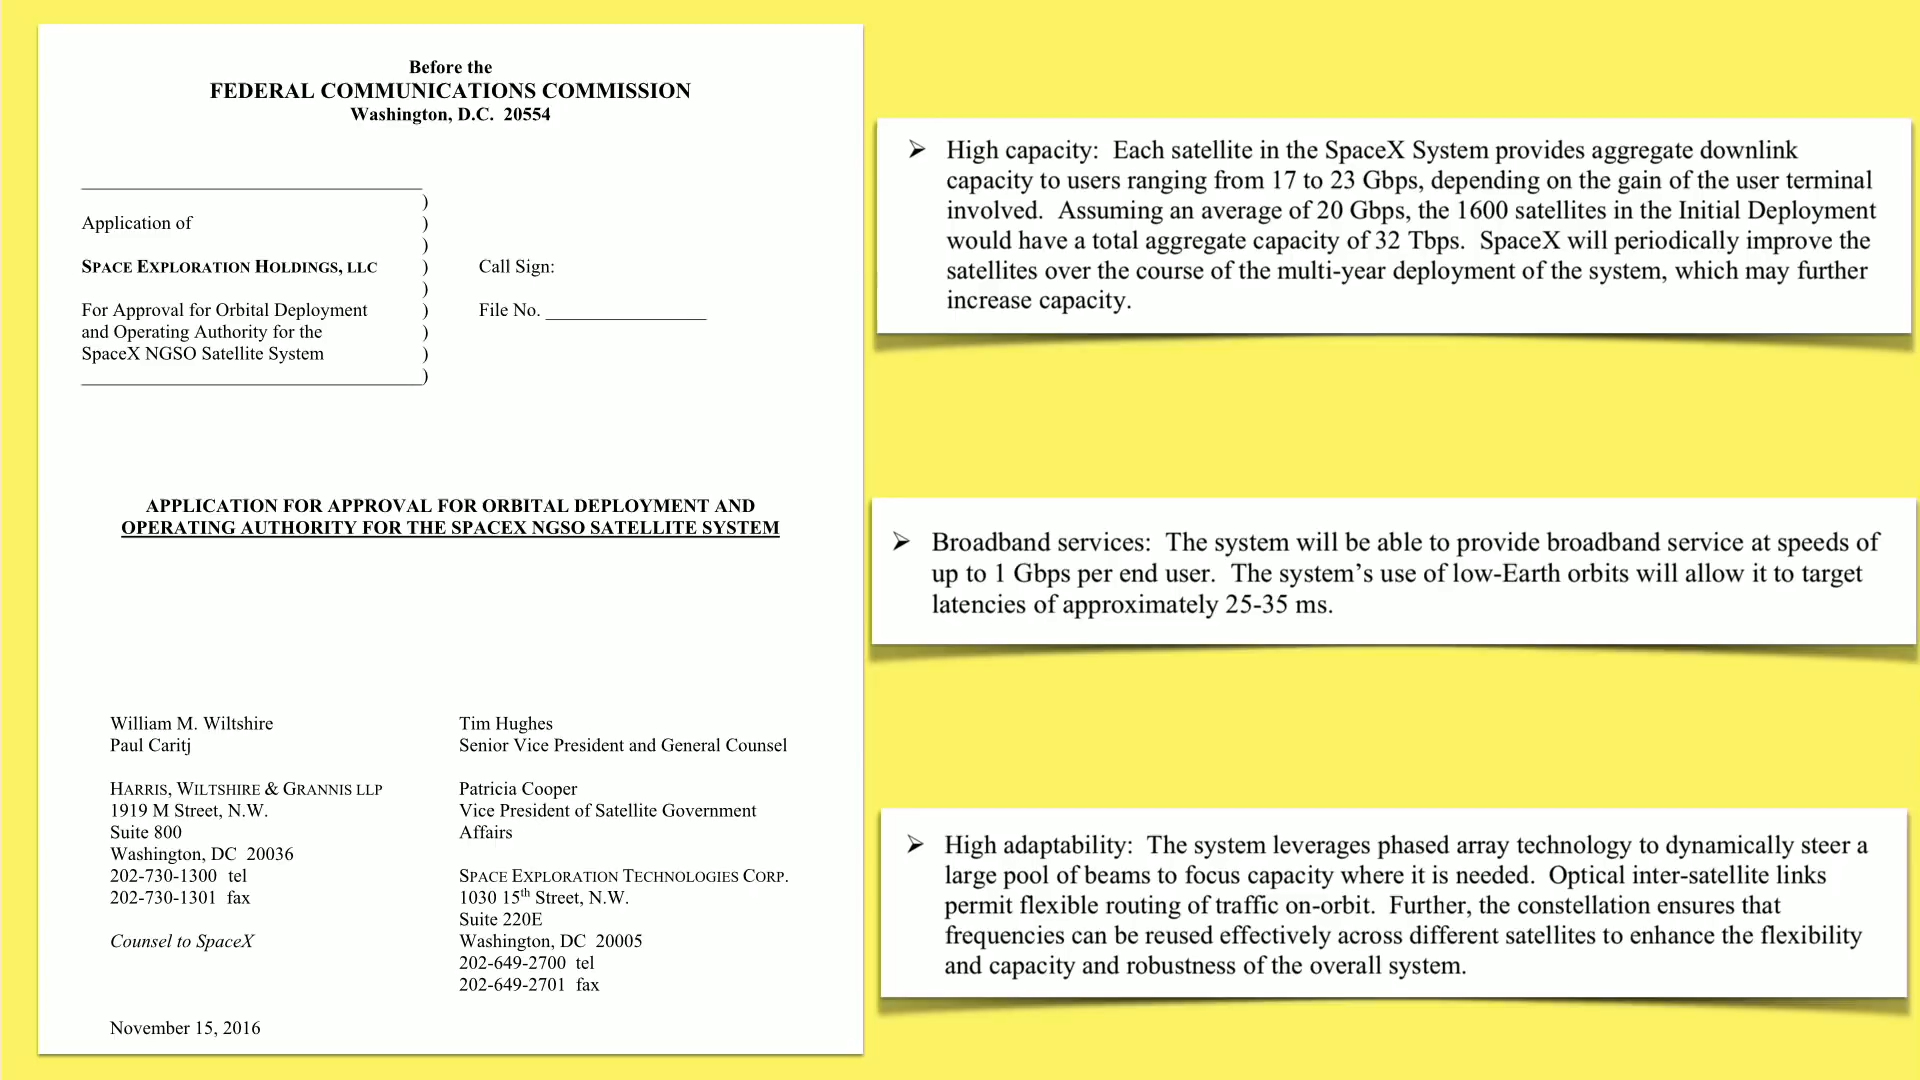 Before the
FEDERAL COMMUNICATIONS COMMISSION
Washington, D.C. 20554
)
Application of )
)
SPACE EXPLORATION HOLDINGS, LLC ) Call Sign:
)
For Approval for Orbital Deployment ) File No. _________________
and Operating Authority for the )
SpaceX NGSO Satellite System )
)
APPLICATION FOR APPROVAL FOR ORBITAL DEPLOYMENT AND
OPERATING AUTHORITY FOR THE SPACEX NGSO SATELLITE SYSTEM
William M. Wiltshire
Paul Caritj
HARRIS, WILTSHIRE & GRANNIS LLP
1919 M Street, N.W.
Suite 800
Washington, DC 20036
202-730-1300 tel
202-730-1301 fax
Counsel to SpaceX
Tim Hughes
Senior Vice President and General Counsel
Patricia Cooper
Vice President of Satellite Government
Affairs
SPACE EXPLORATION TECHNOLOGIES CORP.
1030 15th Street, N.W.
Suite 220E
Washington, DC 20005
202-649-2700 tel
202-649-2701 fax
November 15, 2016
➢ High capacity: Each satellite in the SpaceX System provides aggregate downlink
capacity to users ranging from 17 to 23 Gbps, depending on the gain of the user terminal
involved. Assuming an average of 20 Gbps, the 1600 satellites in the Initial Deployment
would have a total aggregate capacity of 32 Tbps. SpaceX will periodically improve the
satellites over the course of the multi-year deployment of the system, which may further
increase capacity.
➢ Broadband services: The system will be able to provide broadband service at speeds of
up to 1 Gbps per end user. The system's use of low-Earth orbits will allow it to target
latencies of approximately 25-35 ms.
➢ High adaptability: The system leverages phased array technology to dynamically steer a
large pool of beams to focus capacity where it is needed. Optical inter-satellite links
permit flexible routing of traffic on-orbit. Further, the constellation ensures that
frequencies can be reused effectively across different satellites to enhance the flexibility
and capacity and robustness of the overall system.